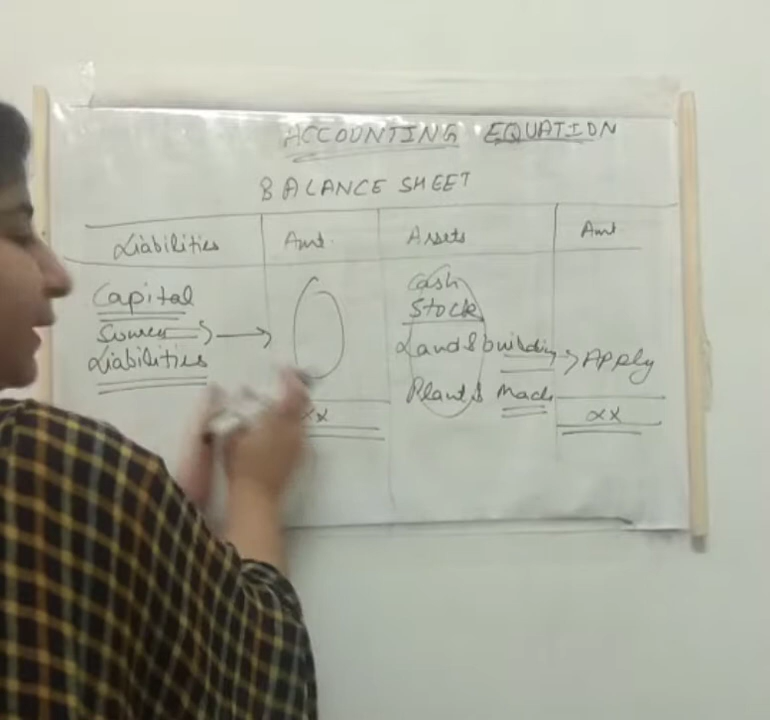 ACCOUNTING EQUATION
BALANCE SHEET
Liabilities Amt. Assets Amt.
Capital Cash
Stock
Liabilities Land & building Apply
Plant & Mach
xx xx